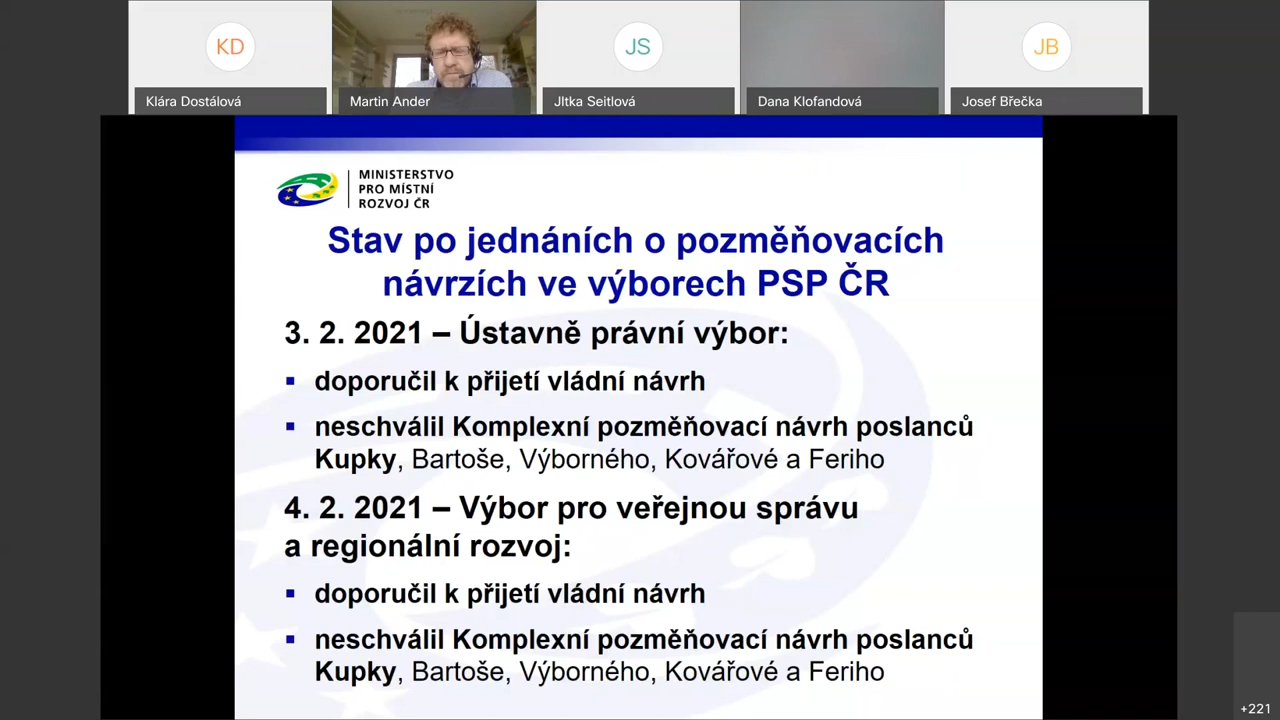 KD
JS
JB
Klára Dostálová
Martin Ander
JItka Seitlová
Dana Klofandová
Josef Břečka
MINISTERSTVO
PRO MÍSTNÍ
ROZVOJ ČR
Stav po jednáních o pozměňovacích
návrzích ve výborech PSP ČR
3. 2. 2021 – Ústavně právní výbor:
▪ doporučil k přijetí vládní návrh
▪ neschválil Komplexní pozměňovací návrh poslanců
Kupky, Bartoše, Výborného, Kovářové a Feriho
4. 2. 2021 – Výbor pro veřejnou správu
a regionální rozvoj:
▪ doporučil k přijetí vládní návrh
▪ neschválil Komplexní pozměňovací návrh poslanců
Kupky, Bartoše, Výborného, Kovářové a Feriho
+221